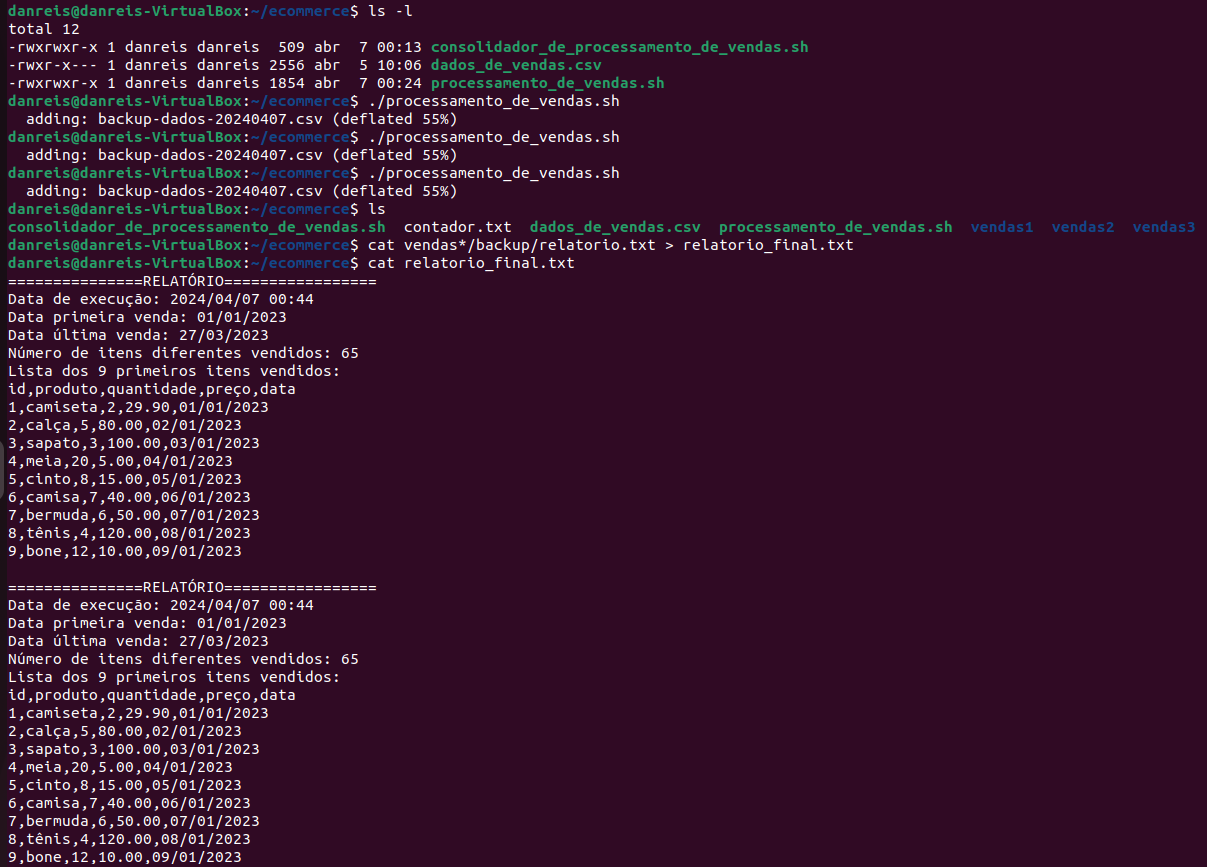 danreis@danreis-VirtualBox:~/ecommerce$ ls -l
total 12
-rwxrwxr-x 1 danreis danreis  509 abr  7 00:13 consolidador_de_processamento_de_vendas.sh
-rwxr-x--- 1 danreis danreis 2556 abr  5 10:06 dados_de_vendas.csv
-rwxrwxr-x 1 danreis danreis 1854 abr  7 00:24 processamento_de_vendas.sh
danreis@danreis-VirtualBox:~/ecommerce$ ./processamento_de_vendas.sh
  adding: backup-dados-20240407.csv (deflated 55%)
danreis@danreis-VirtualBox:~/ecommerce$ ./processamento_de_vendas.sh
  adding: backup-dados-20240407.csv (deflated 55%)
danreis@danreis-VirtualBox:~/ecommerce$ ./processamento_de_vendas.sh
  adding: backup-dados-20240407.csv (deflated 55%)
danreis@danreis-VirtualBox:~/ecommerce$ ls
consolidador_de_processamento_de_vendas.sh  contador.txt  dados_de_vendas.csv  processamento_de_vendas.sh  vendas1  vendas2  vendas3
danreis@danreis-VirtualBox:~/ecommerce$ cat vendas*/backup/relatorio.txt > relatorio_final.txt
danreis@danreis-VirtualBox:~/ecommerce$ cat relatorio_final.txt
===============RELATÓRIO=================
Data de execução: 2024/04/07 00:44
Data primeira venda: 01/01/2023
Data última venda: 27/03/2023
Número de itens diferentes vendidos: 65
Lista dos 9 primeiros itens vendidos:
id,produto,quantidade,preço,data
1,camiseta,2,29.90,01/01/2023
2,calça,5,80.00,02/01/2023
3,sapato,3,100.00,03/01/2023
4,meia,20,5.00,04/01/2023
5,cinto,8,15.00,05/01/2023
6,camisa,7,40.00,06/01/2023
7,bermuda,6,50.00,07/01/2023
8,tênis,4,120.00,08/01/2023
9,bone,12,10.00,09/01/2023

===============RELATÓRIO=================
Data de execução: 2024/04/07 00:44
Data primeira venda: 01/01/2023
Data última venda: 27/03/2023
Número de itens diferentes vendidos: 65
Lista dos 9 primeiros itens vendidos:
id,produto,quantidade,preço,data
1,camiseta,2,29.90,01/01/2023
2,calça,5,80.00,02/01/2023
3,sapato,3,100.00,03/01/2023
4,meia,20,5.00,04/01/2023
5,cinto,8,15.00,05/01/2023
6,camisa,7,40.00,06/01/2023
7,bermuda,6,50.00,07/01/2023
8,tênis,4,120.00,08/01/2023
9,bone,12,10.00,09/01/2023